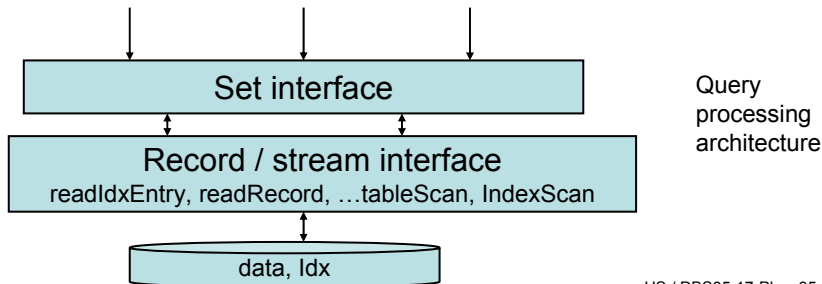 Set interface
Query
processing
architecture
Record / stream interface
readIdxEntry, readRecord, …tableScan, IndexScan
data, Idx